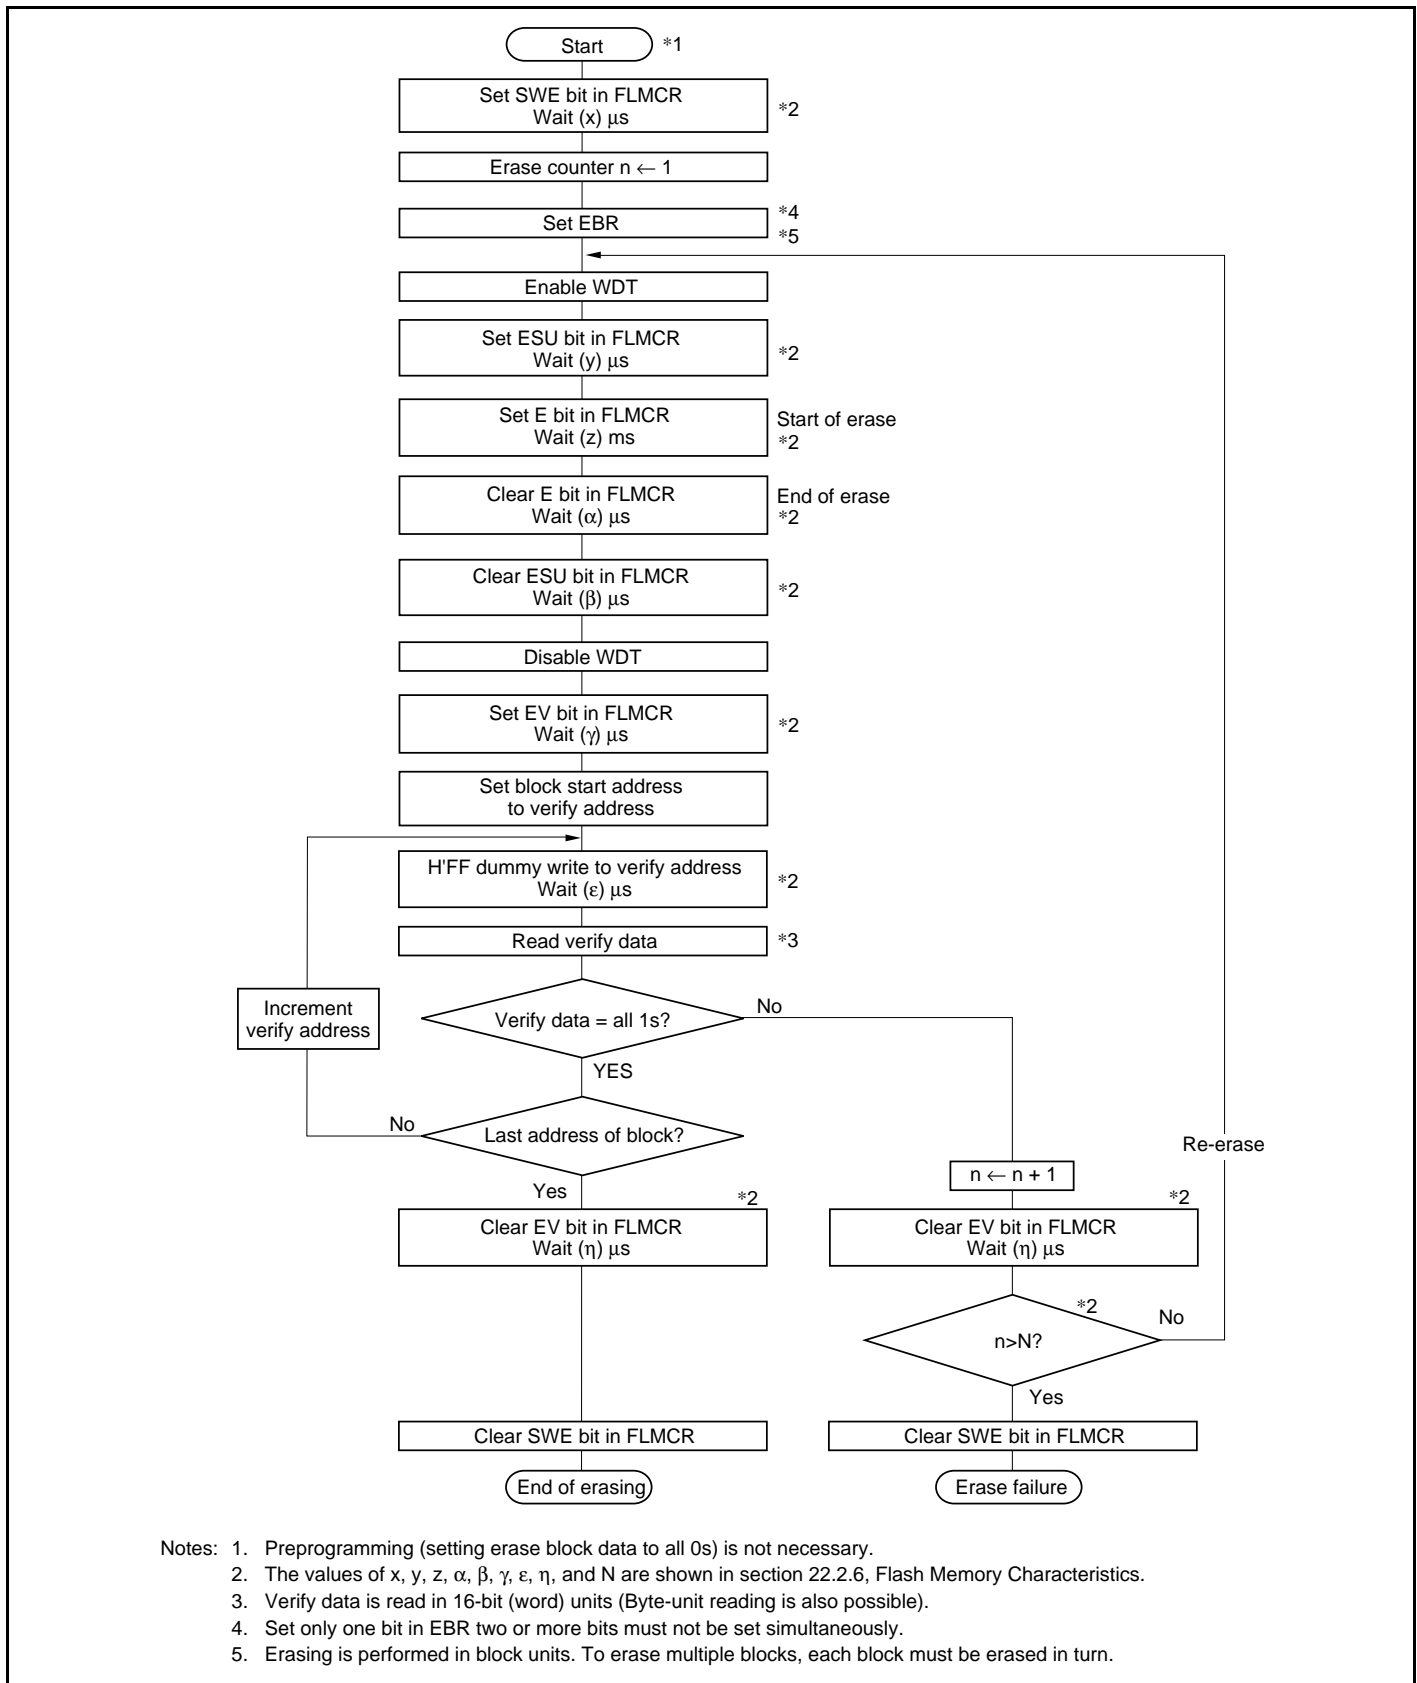 Start *1
Set SWE bit in FLMCR
Wait (x) μs
*2
Erase counter n ← 1
Set EBR
*4
*5
Enable WDT
Set ESU bit in FLMCR
Wait (y) μs
*2
Set E bit in FLMCR
Wait (z) ms
Start of erase
*2
Clear E bit in FLMCR
Wait (α) μs
End of erase
*2
Clear ESU bit in FLMCR
Wait (β) μs
*2
Disable WDT
Set EV bit in FLMCR
Wait (γ) μs
*2
Set block start address
to verify address
H'FF dummy write to verify address
Wait (ε) μs
*2
Read verify data *3
Increment
verify address
Verify data = all 1s?
No
YES
Last address of block?
No
Yes
Re-erase
n ← n + 1
*2
Clear EV bit in FLMCR
Wait (η) μs
*2
Clear EV bit in FLMCR
Wait (η) μs
*2
n>N?
No
Yes
Clear SWE bit in FLMCR
Clear SWE bit in FLMCR
End of erasing
Erase failure
Notes: 1. Preprogramming (setting erase block data to all 0s) is not necessary.
2. The values of x, y, z, α, β, γ, ε, η, and N are shown in section 22.2.6, Flash Memory Characteristics.
3. Verify data is read in 16-bit (word) units (Byte-unit reading is also possible).
4. Set only one bit in EBR two or more bits must not be set simultaneously.
5. Erasing is performed in block units. To erase multiple blocks, each block must be erased in turn.